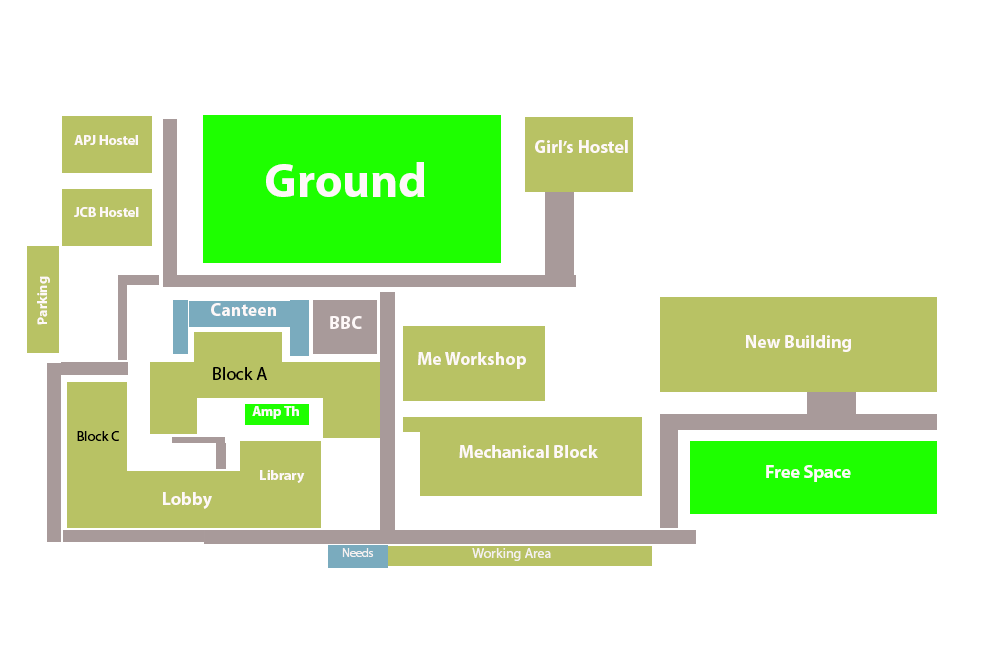 APJ Hostel
Ground
Girl's Hostel
JCB Hostel
Parking
Canteen
BBC
New Building
Me Workshop
Block A
Amp Th
Block C
Mechanical Block
Library
Free Space
Lobby
Needs
Working Area